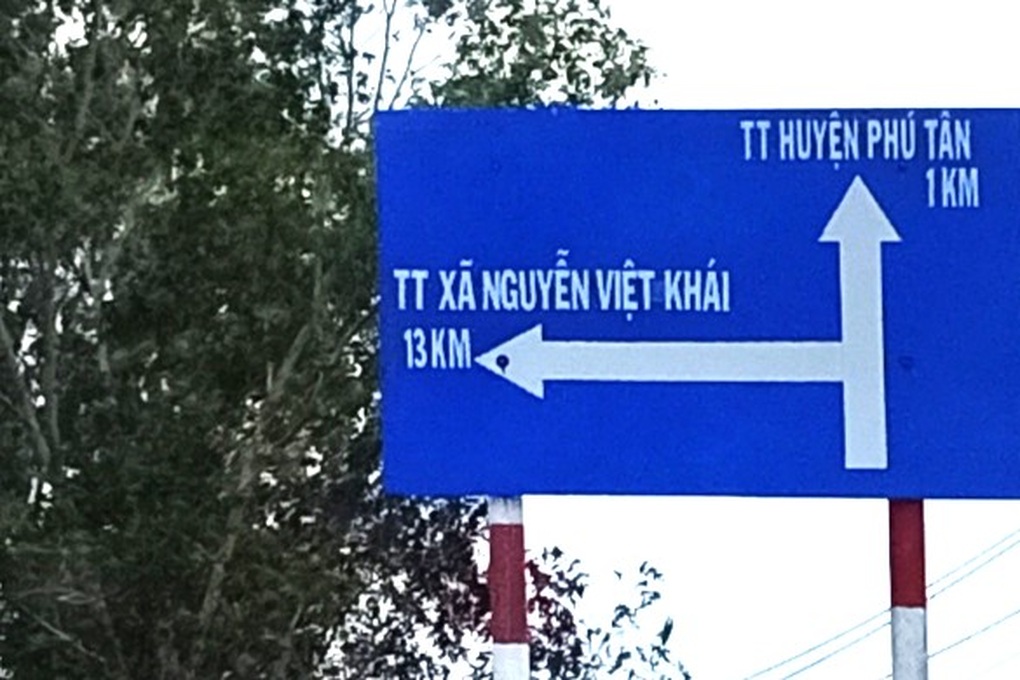 TT HUYỆN PHÚ TÂN
1 KM
TT XÃ NGUYỄN VIỆT KHÁI
13 KM